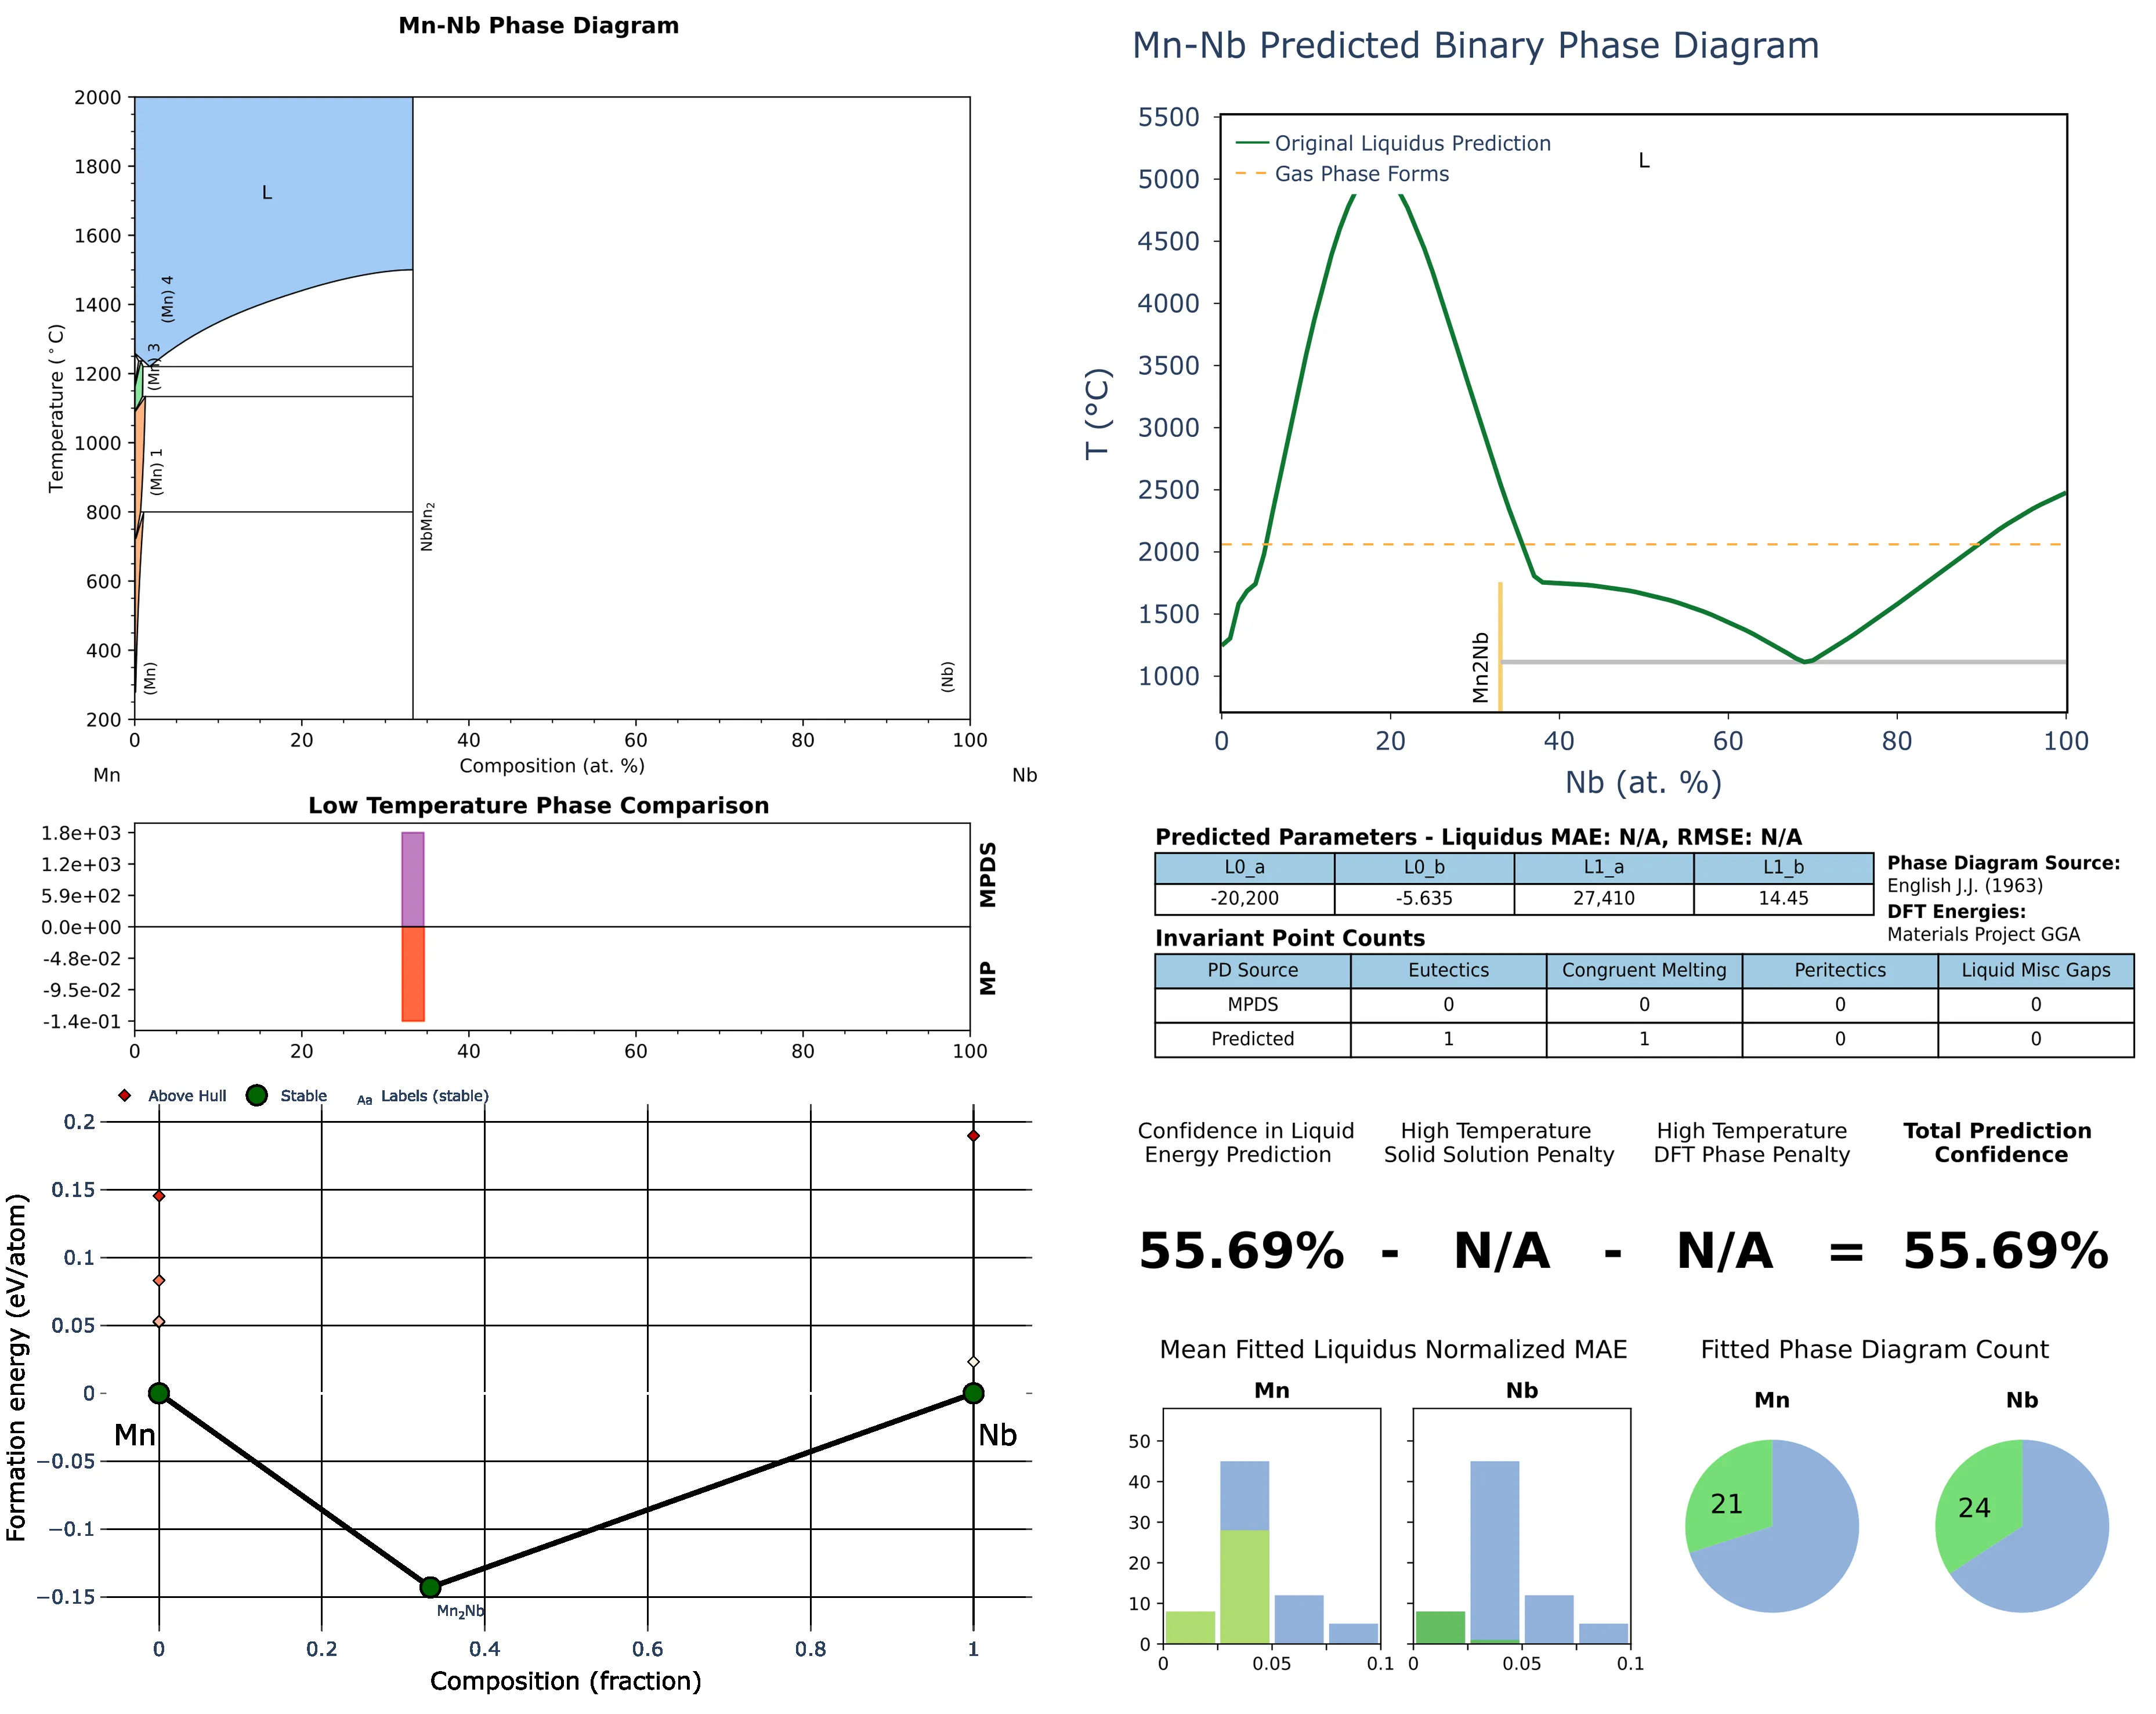 Mn-Nb Phase Diagram
2000
1800
1600
1400
1200
1000
800
600
400
200
Temperature (°C)
L
(Mn) 4
(Mn) 3
(Mn) 1
(Mn)
NbMn2
(Nb)
0 20 40 60 80 100
Composition (at. %)
Mn Nb
Low Temperature Phase Comparison
1.8e+03
1.2e+03
5.9e+02
0.0e+00
-4.8e-02
-9.5e-02
-1.4e-01
MPDS
MP
0 20 40 60 80 100
Above Hull Stable Aa Labels (stable)
0.2
0.15
0.1
0.05
0
−0.05
−0.1
−0.15
Formation energy (eV/atom)
Mn
Nb
Mn2Nb
0 0.2 0.4 0.6 0.8 1
Composition (fraction)
Mn-Nb Predicted Binary Phase Diagram
5500
5000
4500
4000
3500
3000
2500
2000
1500
1000
T (°C)
Original Liquidus Prediction
Gas Phase Forms
L
Mn2Nb
0 20 40 60 80 100
Nb (at. %)
Predicted Parameters - Liquidus MAE: N/A, RMSE: N/A
L0_a L0_b L1_a L1_b
-20,200 -5.635 27,410 14.45
Phase Diagram Source:
English J.J. (1963)
DFT Energies:
Materials Project GGA
Invariant Point Counts
PD Source Eutectics Congruent Melting Peritectics Liquid Misc Gaps
MPDS 0 0 0 0
Predicted 1 1 0 0
Confidence in Liquid
Energy Prediction
High Temperature
Solid Solution Penalty
High Temperature
DFT Phase Penalty
Total Prediction
Confidence
55.69% - N/A - N/A = 55.69%
Mean Fitted Liquidus Normalized MAE
Mn Nb
50
40
30
20
10
0
0 0.05 0.1 0 0.05 0.1
Fitted Phase Diagram Count
Mn Nb
21 24